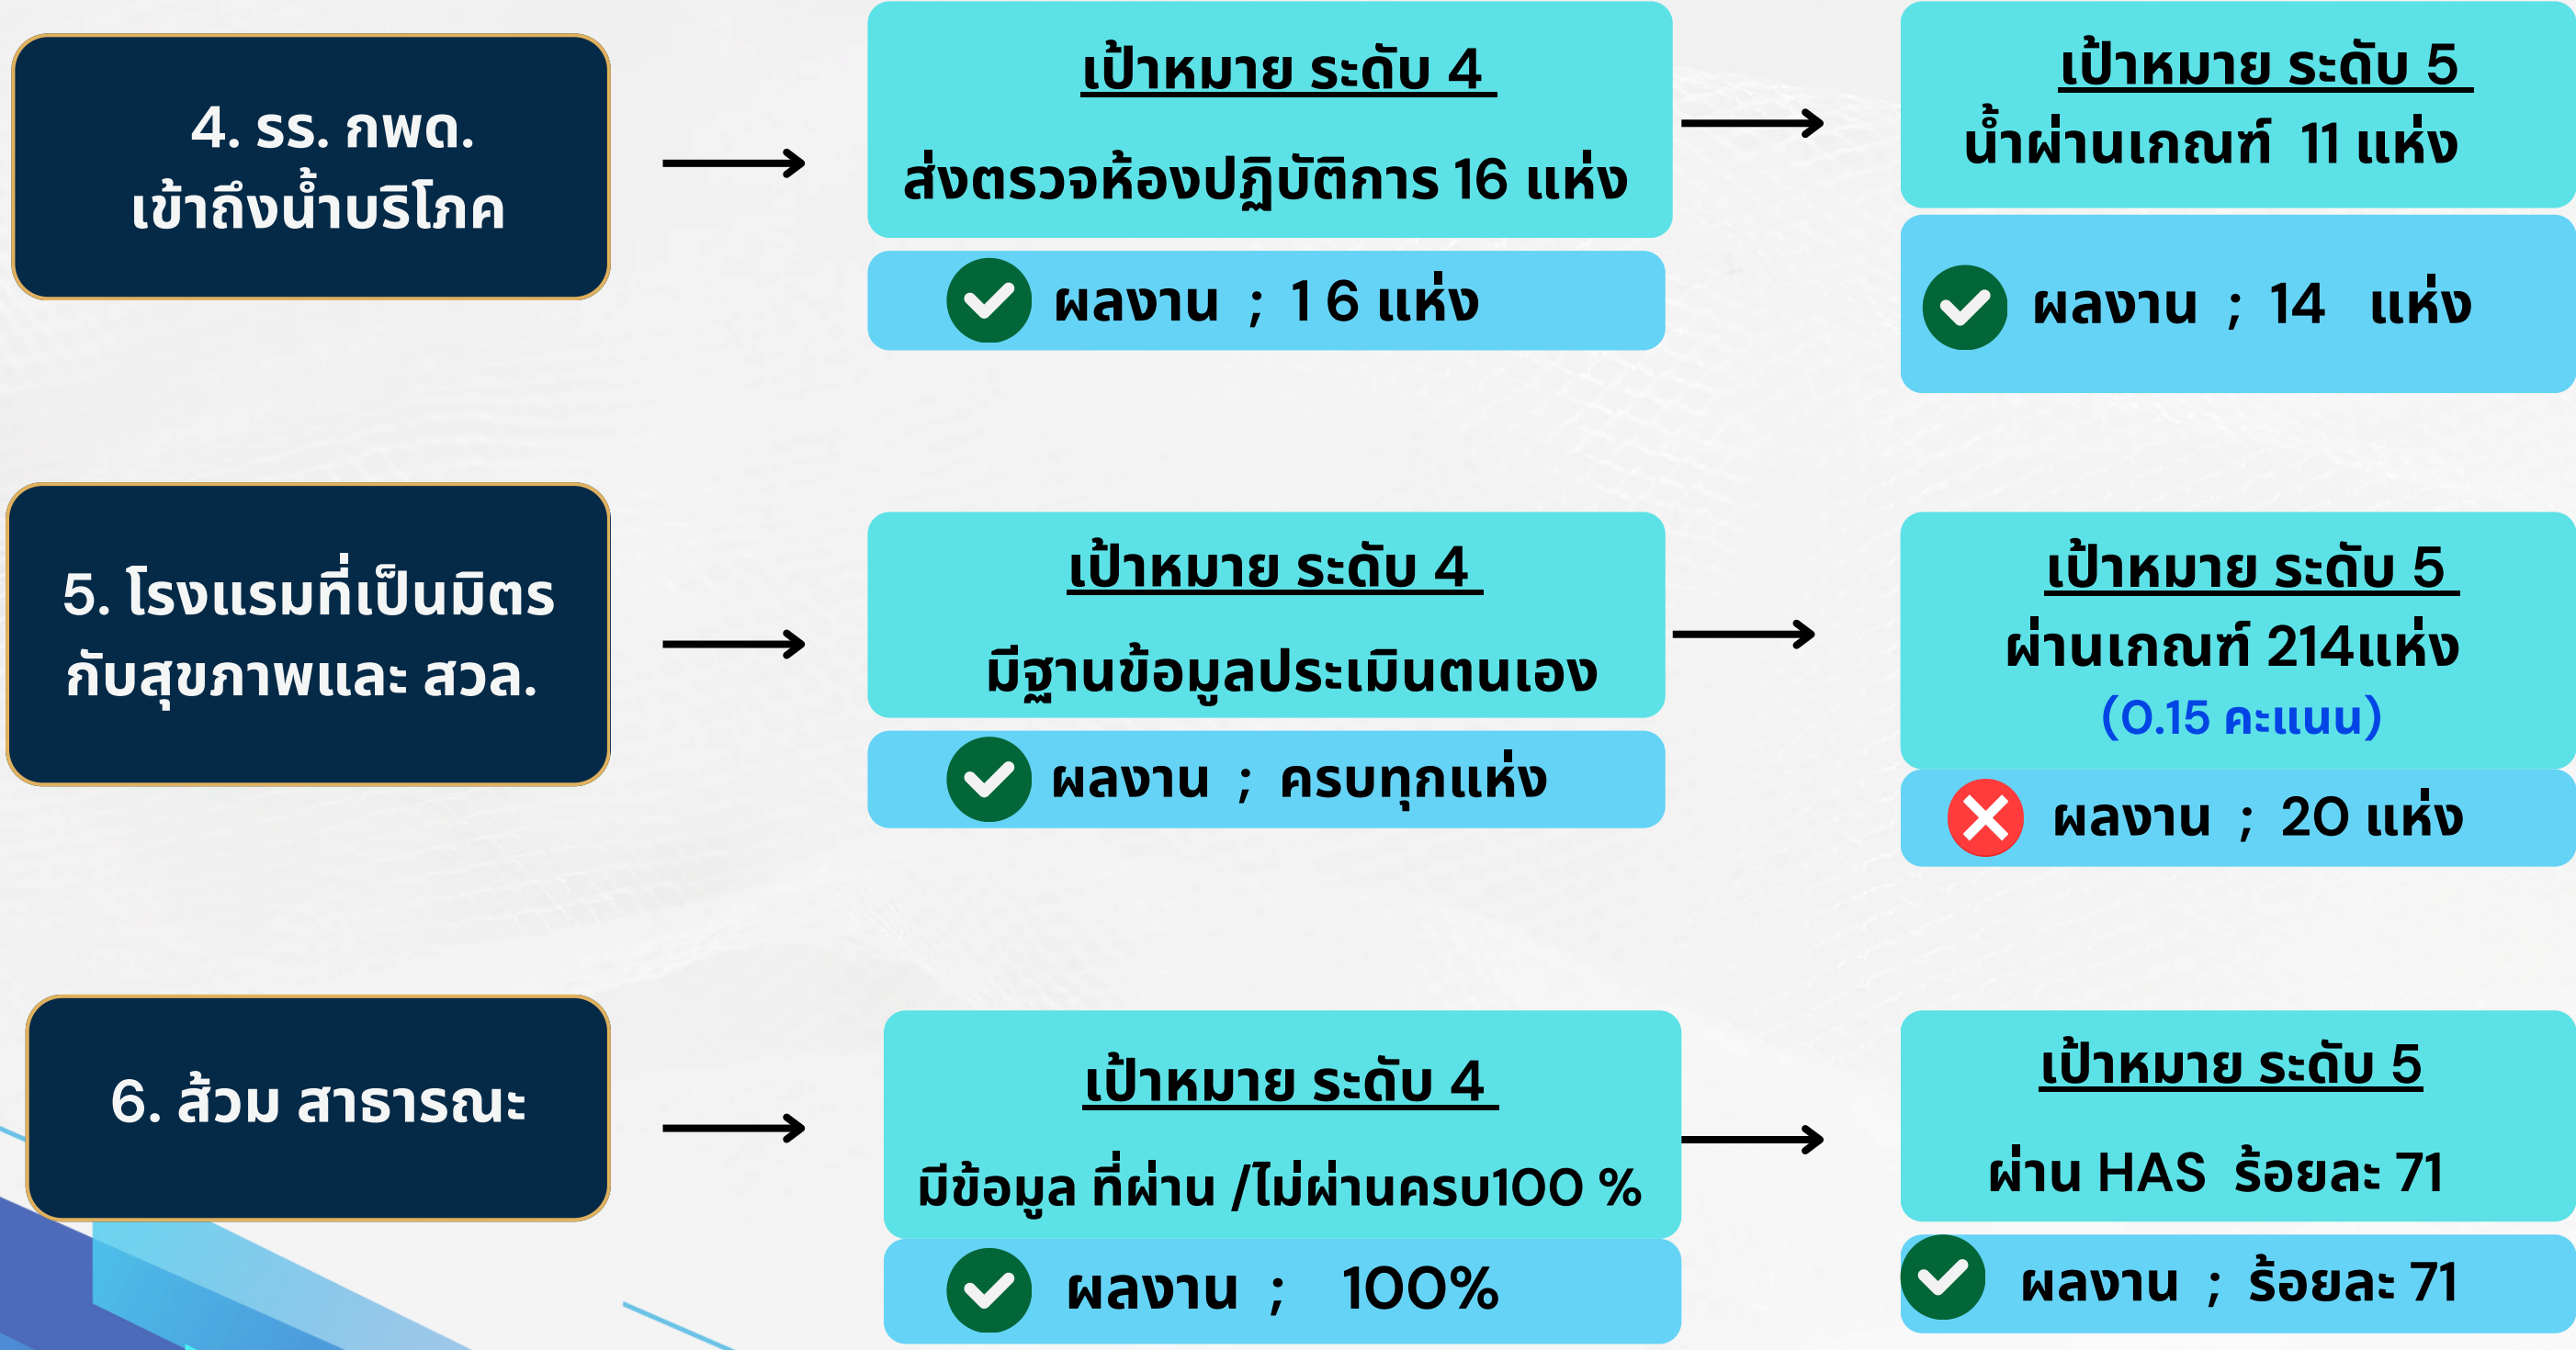 4. รร. กพด.
เข้าถึงน้ำบริโภค
เป้าหมาย ระดับ 4
ส่งตรวจห้องปฏิบัติการ 16 แห่ง
ผลงาน ; 1 6 แห่ง
เป้าหมาย ระดับ 5
น้ำผ่านเกณฑ์ 11 แห่ง
ผลงาน ; 14 แห่ง
5. โรงแรมที่เป็นมิตร
กับสุขภาพและ สวล.
เป้าหมาย ระดับ 4
มีฐานข้อมูลประเมินตนเอง
ผลงาน ; ครบทุกแห่ง
เป้าหมาย ระดับ 5
ผ่านเกณฑ์ 214แห่ง
(0.15 คะแนน)
ผลงาน ; 20 แห่ง
6. ส้วม สาธารณะ
เป้าหมาย ระดับ 4
มีข้อมูล ที่ผ่าน /ไม่ผ่านครบ100 %
ผลงาน ; 100%
เป้าหมาย ระดับ 5
ผ่าน HAS ร้อยละ 71
ผลงาน ; ร้อยละ 71